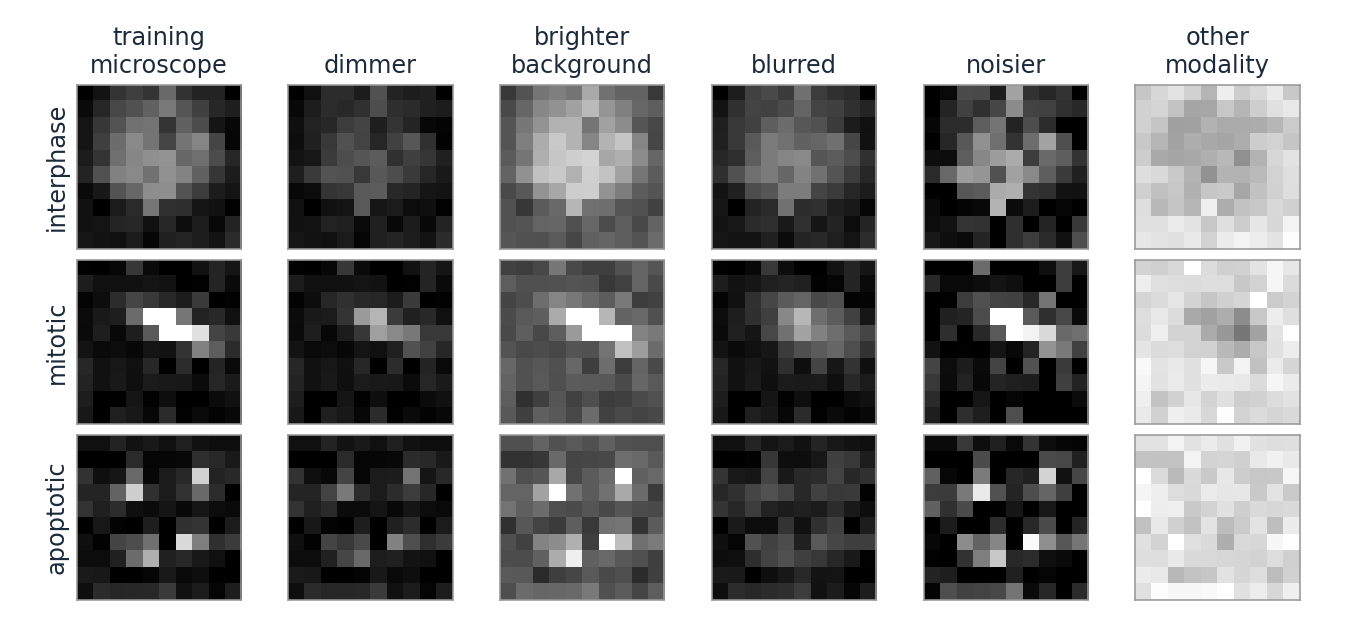 training
microscope
dimmer
brighter
background
blurred
noisier
other
modality
interphase
mitotic
apoptotic